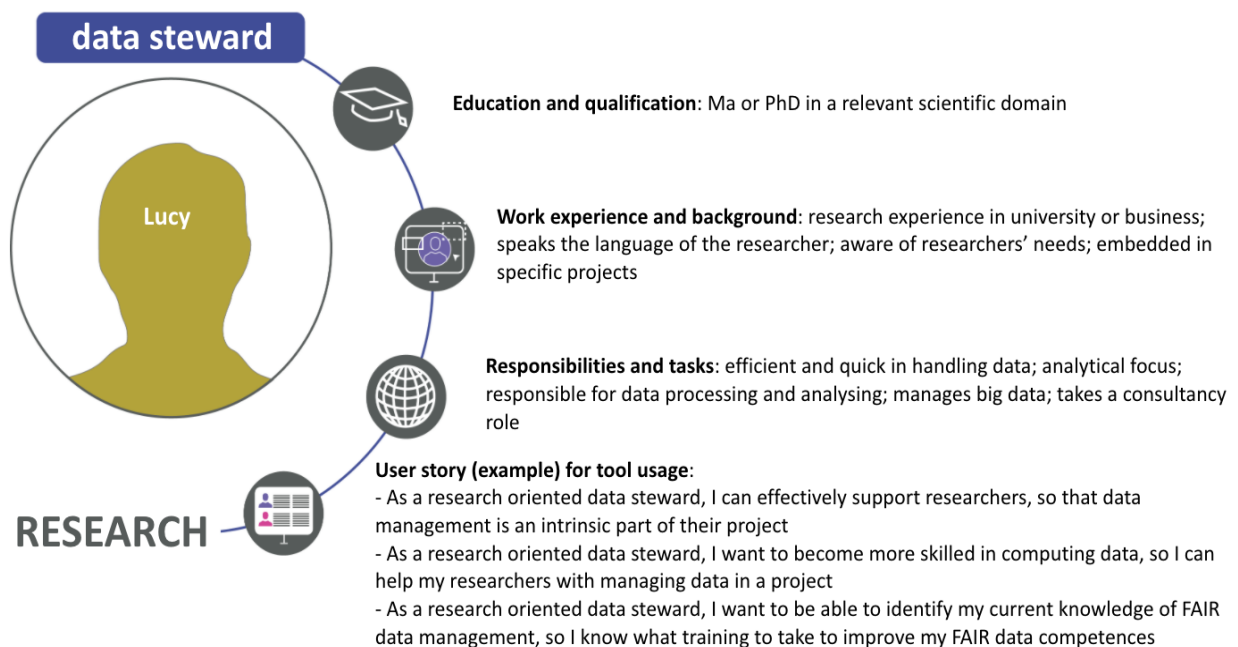 data steward
Education and qualification: Ma or PhD in a relevant scientific domain
Lucy
Work experience and background: research experience in university or business;
speaks the language of the researcher; aware of researchers' needs; embedded in
specific projects
Responsibilities and tasks: efficient and quick in handling data; analytical focus;
responsible for data processing and analysing; manages big data; takes a consultancy
role
RESEARCH
User story (example) for tool usage:
- As a research oriented data steward, I can effectively support researchers, so that data
management is an intrinsic part of their project
- As a research oriented data steward, I want to become more skilled in computing data, so I can
help my researchers with managing data in a project
- As a research oriented data steward, I want to be able to identify my current knowledge of FAIR
data management, so I know what training to take to improve my FAIR data competences